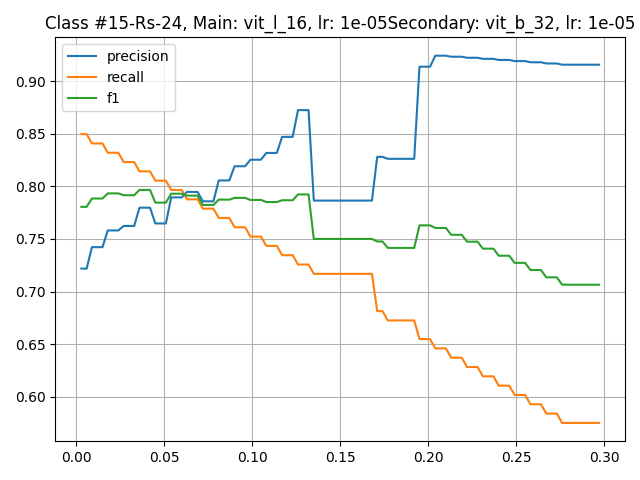 Class #15-Rs-24, Main: vit_l_16, lr: 1e-05Secondary: vit_b_32, lr: 1e-05
precision
recall
f1
0.90
0.85
0.80
0.75
0.70
0.65
0.60
0.00 0.05 0.10 0.15 0.20 0.25 0.30